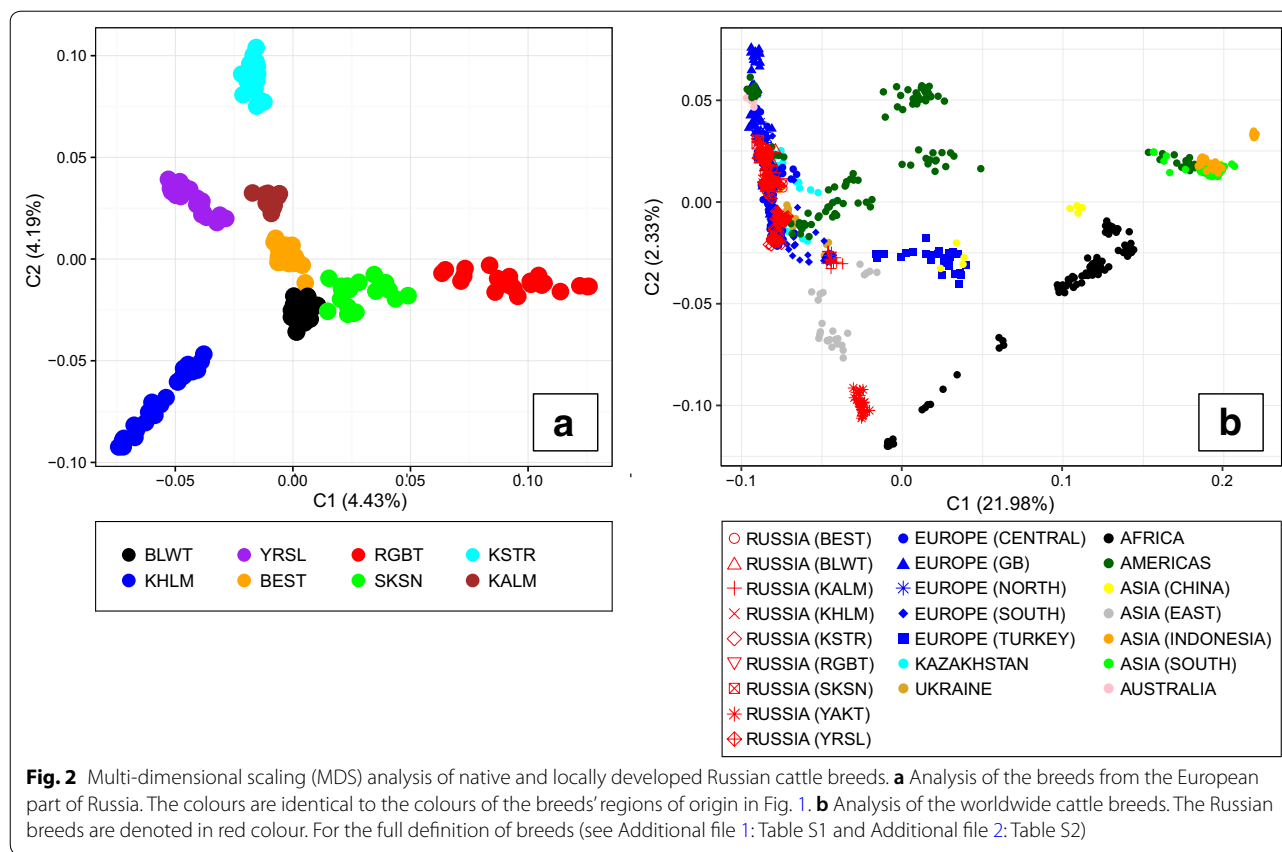 0.10
0.05
0.00
−0.05
−0.10
C2 (4.19%)
−0.05
0.00
0.05
0.10
C1 (4.43%)
a
BLWT
YRSL
RGBT
KSTR
KHLM
BEST
SKSN
KALM
0.05
0.00
−0.05
−0.10
C2 (2.33%)
−0.1
0.0
0.1
0.2
C1 (21.98%)
b
RUSSIA (BEST)
RUSSIA (BLWT)
RUSSIA (KALM)
RUSSIA (KHLM)
RUSSIA (KSTR)
RUSSIA (RGBT)
RUSSIA (SKSN)
RUSSIA (YAKT)
RUSSIA (YRSL)
EUROPE (CENTRAL)
EUROPE (GB)
EUROPE (NORTH)
EUROPE (SOUTH)
EUROPE (TURKEY)
KAZAKHSTAN
UKRAINE
AFRICA
AMERICAS
ASIA (CHINA)
ASIA (EAST)
ASIA (INDONESIA)
ASIA (SOUTH)
AUSTRALIA
Fig. 2 Multi-dimensional scaling (MDS) analysis of native and locally developed Russian cattle breeds. a Analysis of the breeds from the European
part of Russia. The colours are identical to the colours of the breeds' regions of origin in Fig. 1. b Analysis of the worldwide cattle breeds. The Russian
breeds are denoted in red colour. For the full definition of breeds (see Additional file 1: Table S1 and Additional file 2: Table S2)